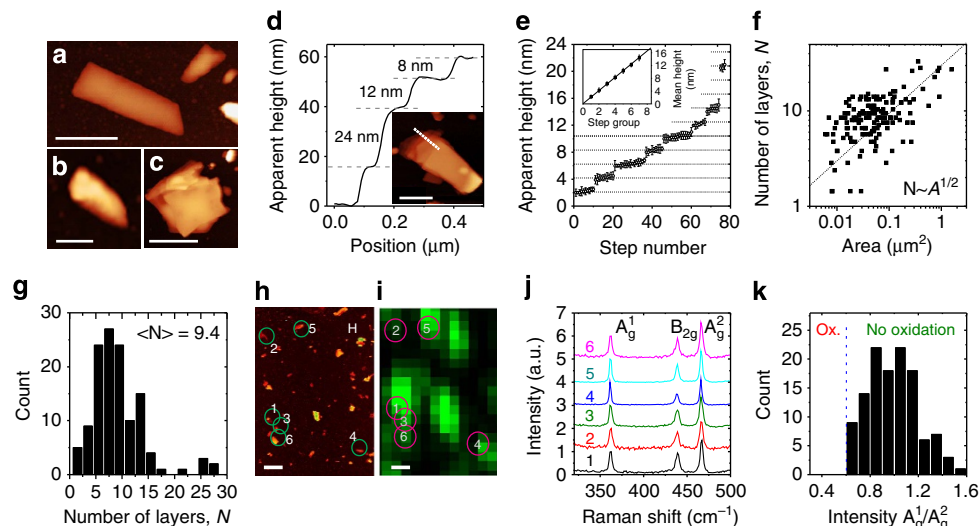 a
b
c
d
Apparent height (nm)
60
40
20
0
8 nm
12 nm
24 nm
0.0
0.2
0.4
Position (μm)
e
Apparent height (nm)
24
20
16
12
8
4
0
0
20
40
60
80
Step number
16
12
8
4
0
Mean height (nm)
0 2 4 6 8
Step group
f
Number of layers, N
10
1
N~A^1/2
0.01
0.1
1
Area (μm²)
g
Count
30
20
10
0
<N> = 9.4
0 5 10 15 20 25 30
Number of layers, N
h
5
H
2
1
3
6
4
i
2
5
1
3
6
4
j
Intensity (a.u.)
7
6
5
4
3
2
1
0
A¹g
B₂g
A²g
6
5
4
3
2
1
350 400 450 500
Raman shift (cm⁻¹)
k
Ox.
No oxidation
Count
25
20
15
10
5
0
0.4
0.8
1.2
1.6
Intensity A¹g/A²g